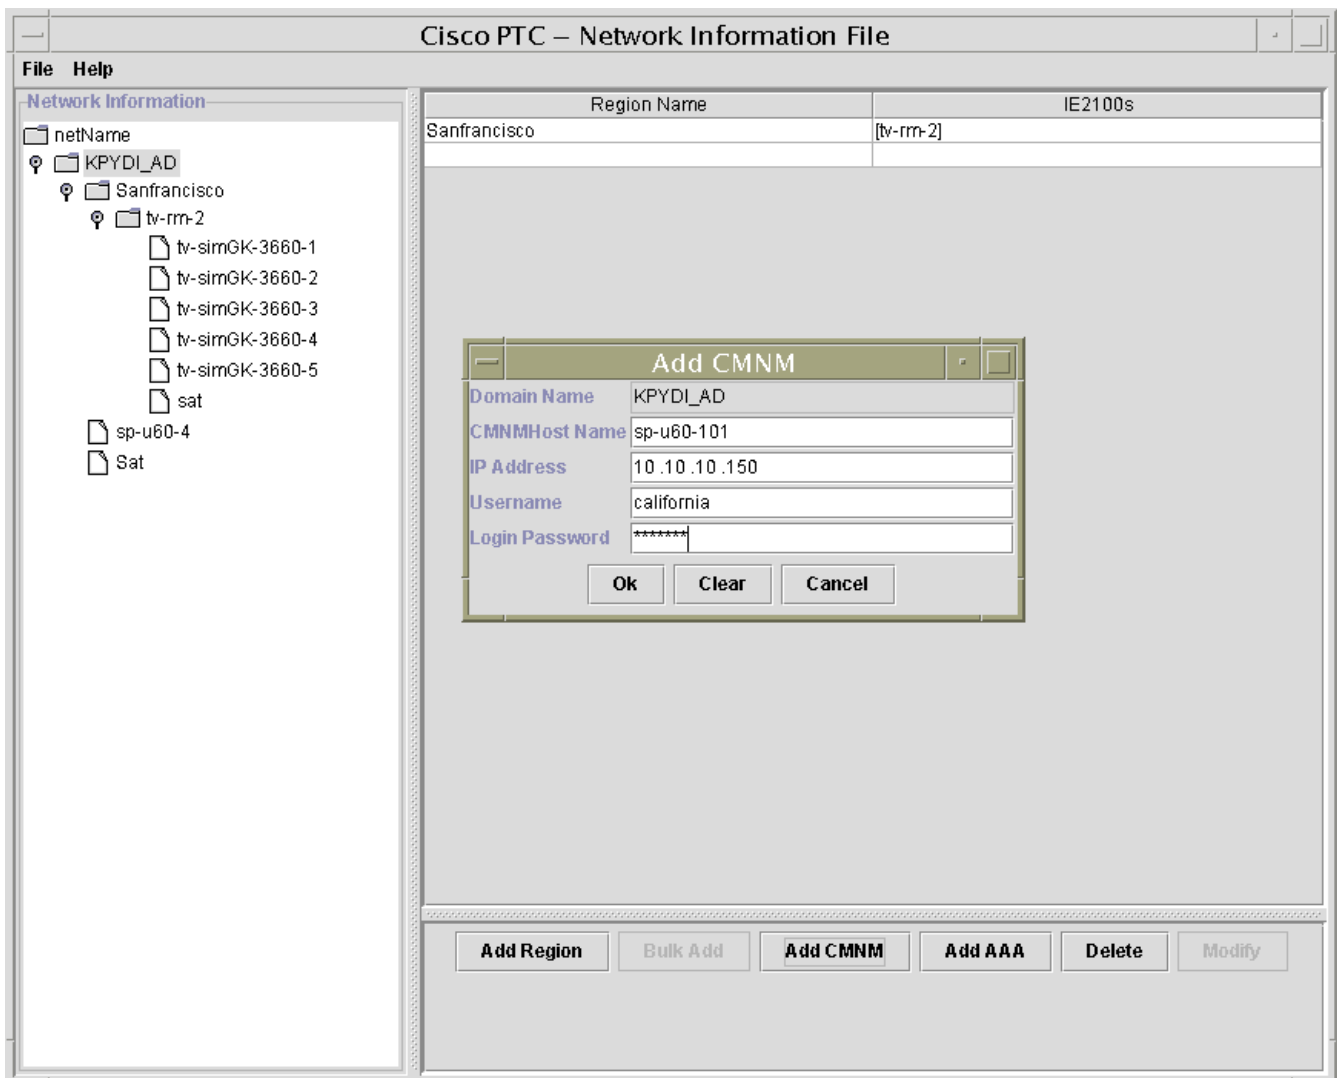 Cisco PTC – Network Information File
File Help
Network Information
netName
KPYDI_AD
Sanfrancisco
tv-rm-2
tv-simGK-3660-1
tv-simGK-3660-2
tv-simGK-3660-3
tv-simGK-3660-4
tv-simGK-3660-5
sat
sp-u60-4
Sat
Region Name IE2100s
Sanfrancisco [tv-rm-2]
Add CMNM
Domain Name KPYDI_AD
CMNMHost Name sp-u60-101
IP Address 10 .10 .10 .150
Username california
Login Password *******
Ok Clear Cancel
Add Region Bulk Add Add CMNM Add AAA Delete Modify